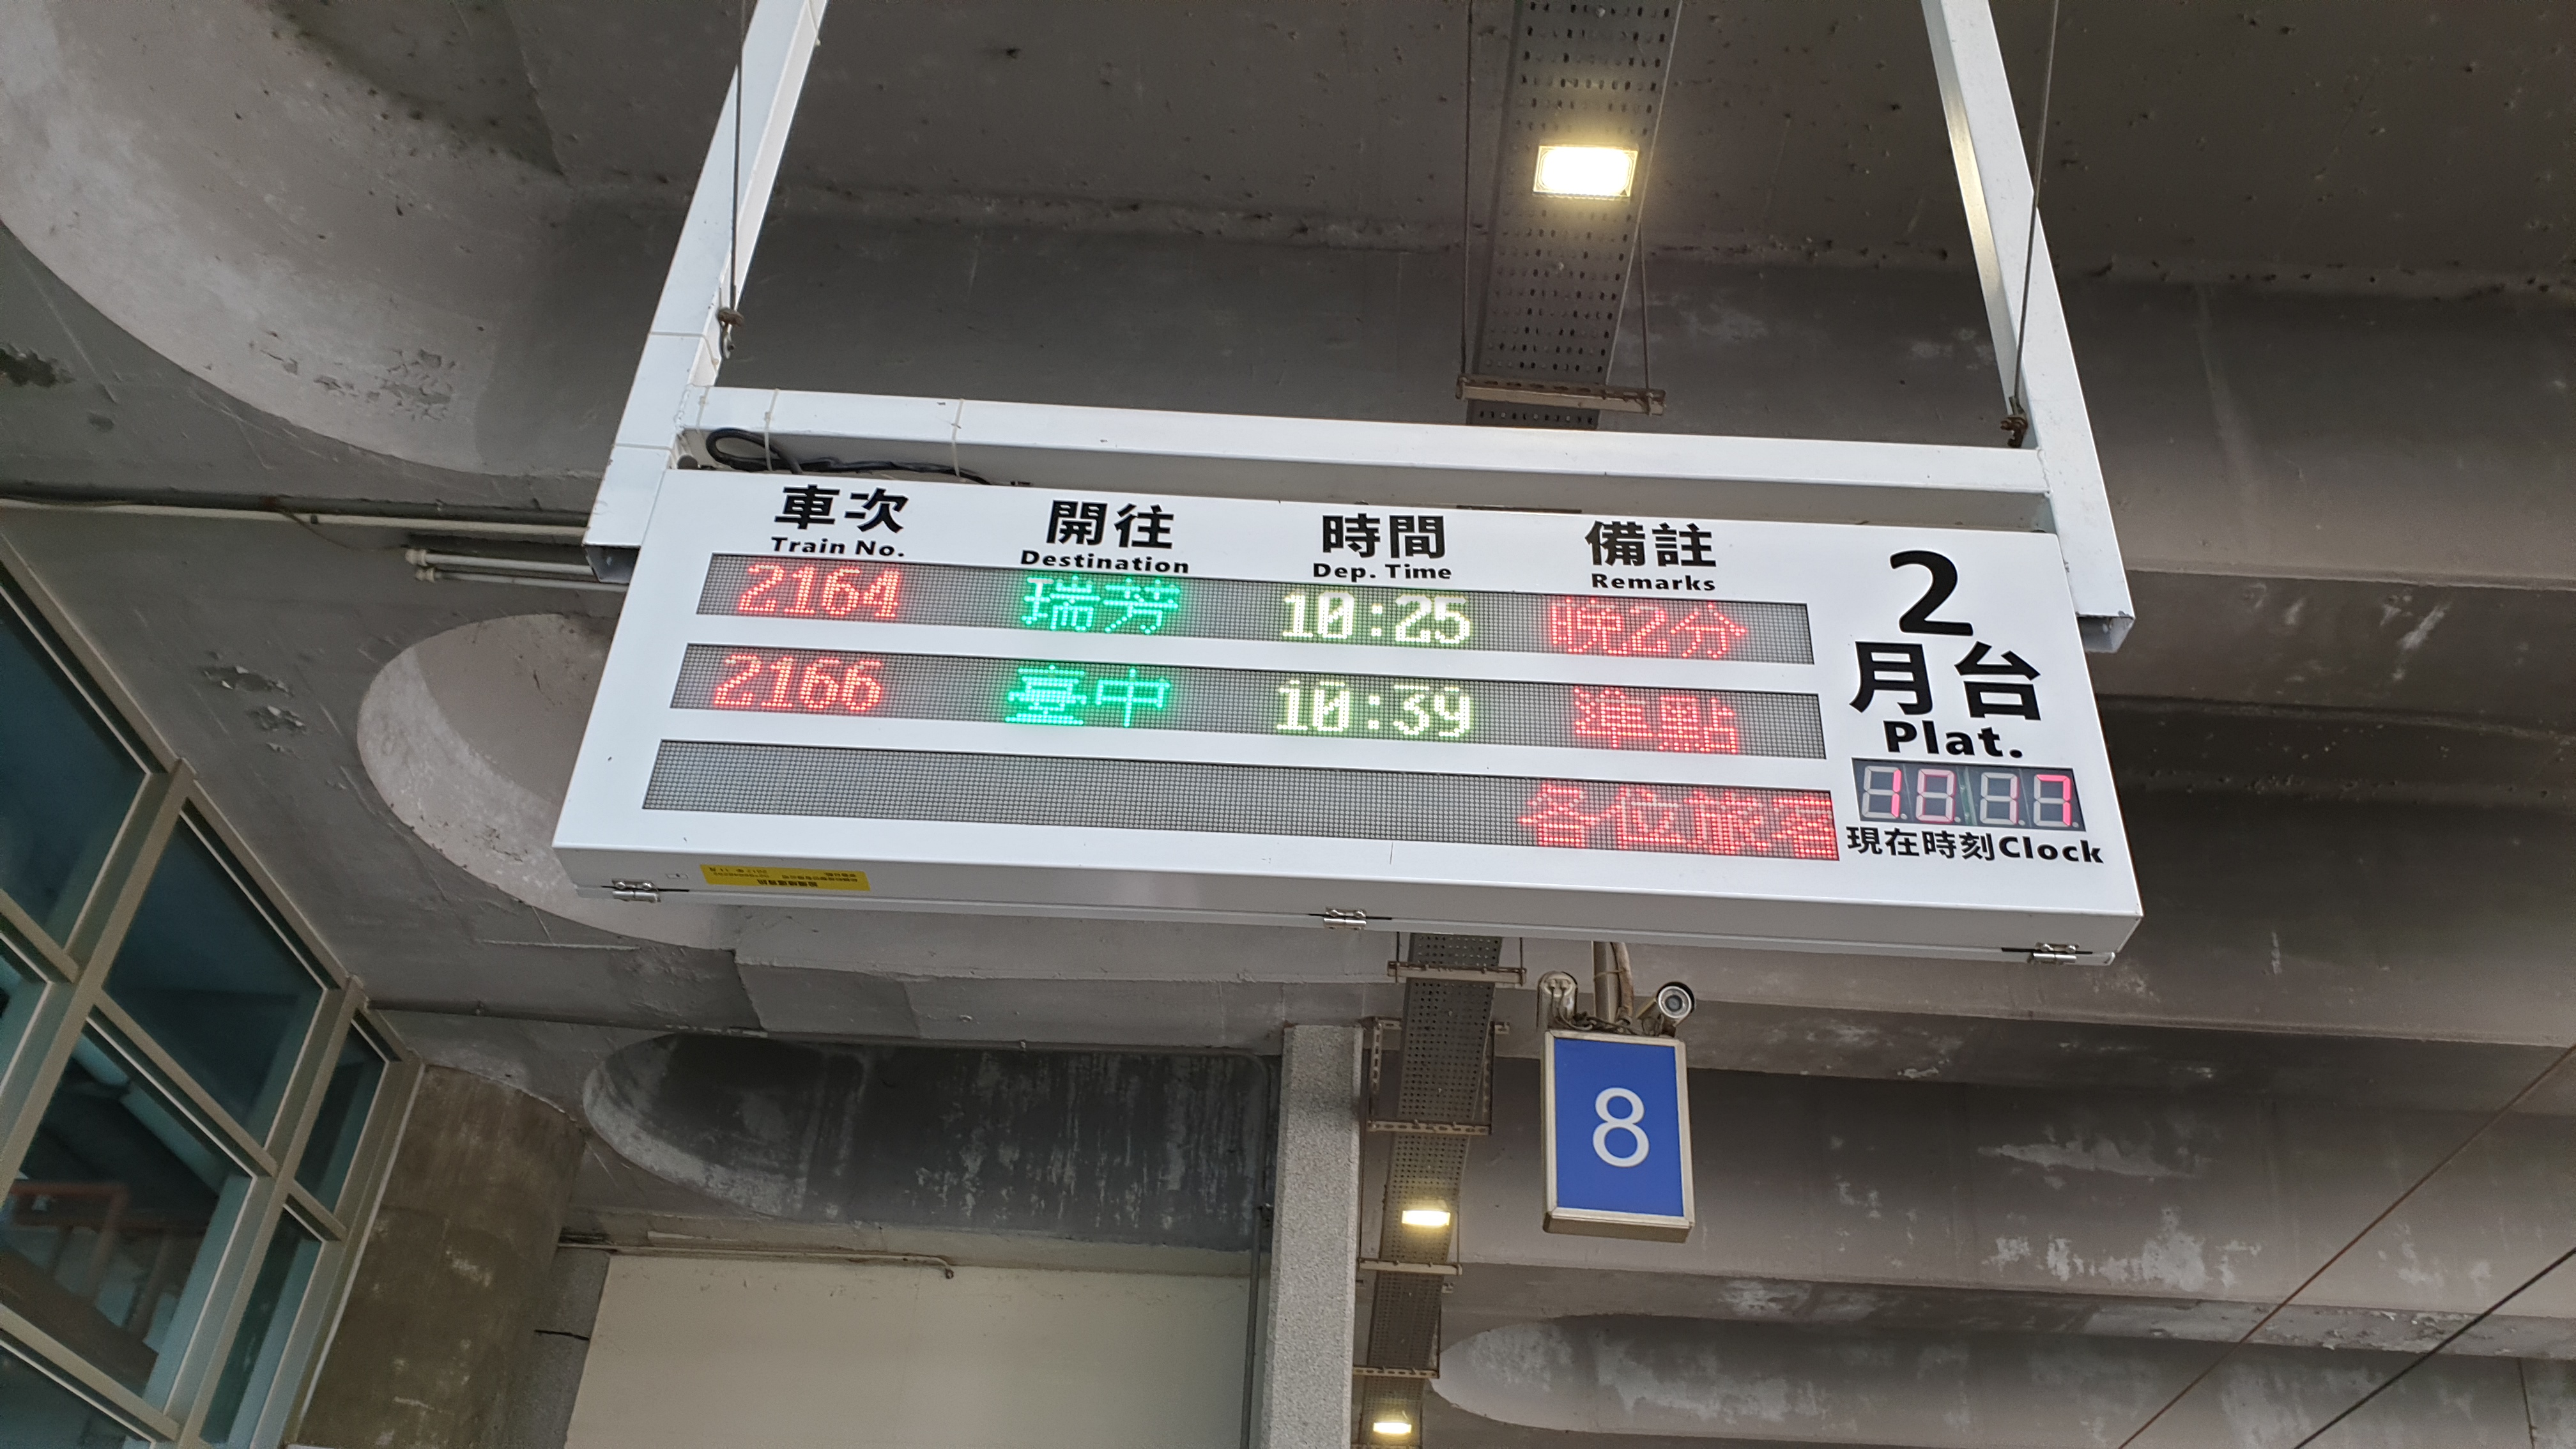 車次 開往 時間 備註
Train No. Destination Dep. Time Remarks
2164 瑞芳 10:25 晚2分
2166 臺中 10:39 準點
各位旅客
2
月台
Plat.
現在時刻Clock
8